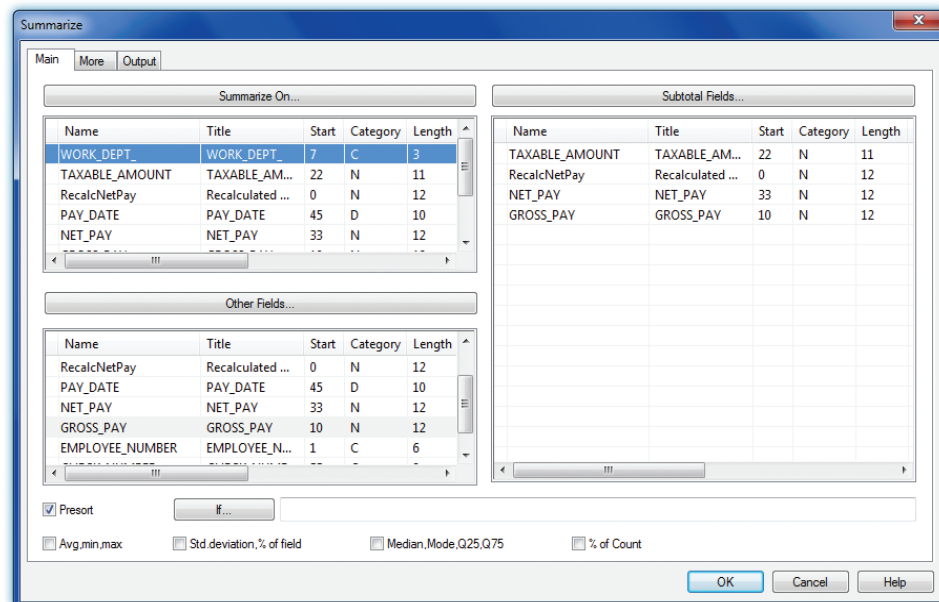 Summarize
Main More Output
Summarize On...
Name Title Start Category Length
WORK_DEPT_ WORK_DEPT_ 7 C 3
TAXABLE_AMOUNT TAXABLE_AM... 22 N 11
RecalcNetPay Recalculated ... 0 N 12
PAY_DATE PAY_DATE 45 D 10
NET_PAY NET_PAY 33 N 12
Other Fields...
Name Title Start Category Length
RecalcNetPay Recalculated ... 0 N 12
PAY_DATE PAY_DATE 45 D 10
NET_PAY NET_PAY 33 N 12
GROSS_PAY GROSS_PAY 10 N 12
EMPLOYEE_NUMBER EMPLOYEE_N... 1 C 6
Subtotal Fields...
Name Title Start Category Length
TAXABLE_AMOUNT TAXABLE_AM... 22 N 11
RecalcNetPay Recalculated ... 0 N 12
NET_PAY NET_PAY 33 N 12
GROSS_PAY GROSS_PAY 10 N 12
Presort If...
Avg,min,max Std.deviation,% of field Median,Mode,Q25,Q75 % of Count
OK Cancel Help